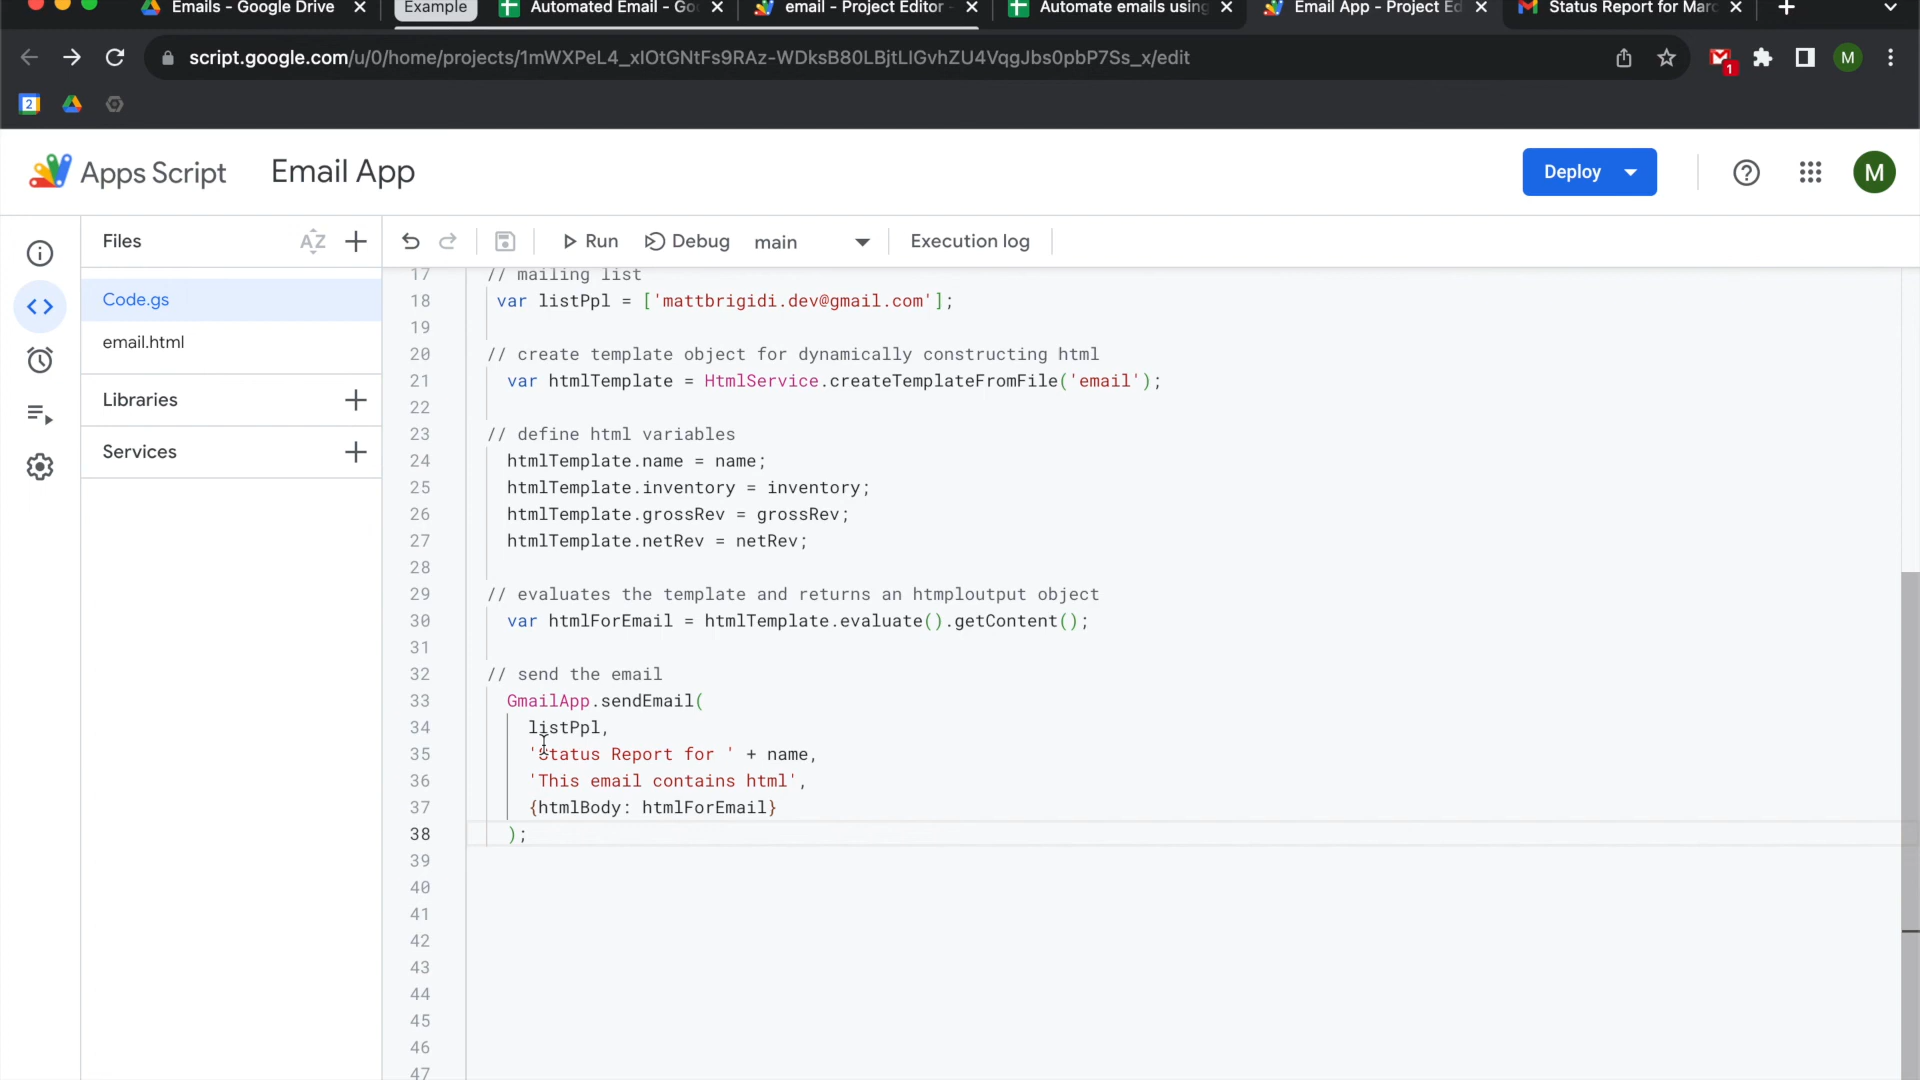 Emails - Google Drive
Example
Automated Email - Go
email - Project Editor -
Automate emails using
Email App - Project Ed
Status Report for Marc
script.google.com/u/0/home/projects/1mWXPeL4_xIOtGNtFs9RAz-WDksB80LBjtLIGvhZU4VqgJbs0pbP7Ss_x/edit
1
M
2
Apps Script
Email App
Deploy
M
Files
AZ
Run
Debug
main
Execution log
Code.gs
email.html
Libraries
Services
17 // mailing list
18 var listPpl = ['mattbrigidi.dev@gmail.com'];
19
20 // create template object for dynamically constructing html
21 var htmlTemplate = HtmlService.createTemplateFromFile('email');
22
23 // define html variables
24 htmlTemplate.name = name;
25 htmlTemplate.inventory = inventory;
26 htmlTemplate.grossRev = grossRev;
27 htmlTemplate.netRev = netRev;
28
29 // evaluates the template and returns an htmploutput object
30 var htmlForEmail = htmlTemplate.evaluate().getContent();
31
32 // send the email
33 GmailApp.sendEmail(
34 listPpl,
35 'Status Report for ' + name,
36 'This email contains html',
37 {htmlBody: htmlForEmail}
38 );
39
40
41
42
43
44
45
46
47